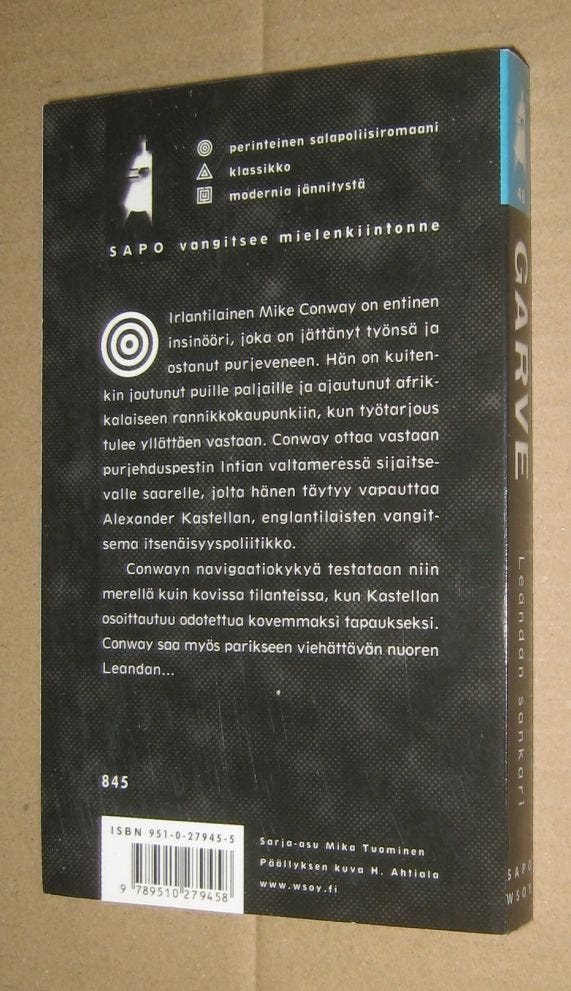 perinteinen salapoliisiromaani
klassikko
modernia jännitystä
SAPO vangitsee mielenkiintonne
Irlantilainen Mike Conway on entinen
insinööri, joka on jättänyt työnsä ja
ostanut purjeveneen. Hän on kuiten-
kin joutunut puille paljaille ja ajautunut afrik-
kalaiseen rannikkokaupunkiin, kun työtarjous
tulee yllättäen vastaan. Conway ottaa vastaan
purjehduspestin Intian valtameressä sijaitse-
valle saarelle, jolta hänen täytyy vapauttaa
Alexander Kastellan, englantilaisten vangit-
sema itsenäisyyspoliitikko.
Conwayn navigaatiokykyä testataan niin
merellä kuin kovissa tilanteissa, kun Kastellan
osoittautuu odotettua kovemmaksi tapaukseksi.
Conway saa myös parikseen viehättävän nuoren
Leandan...
845
ISBN 951-0-27945-5
9 789510 279458
Sarja-asu Mika Tuominen
Päällyksen kuva H. Ahtiala
www.wsoy.fi
GARVE
Leandan sankari
SAPO
WSOY